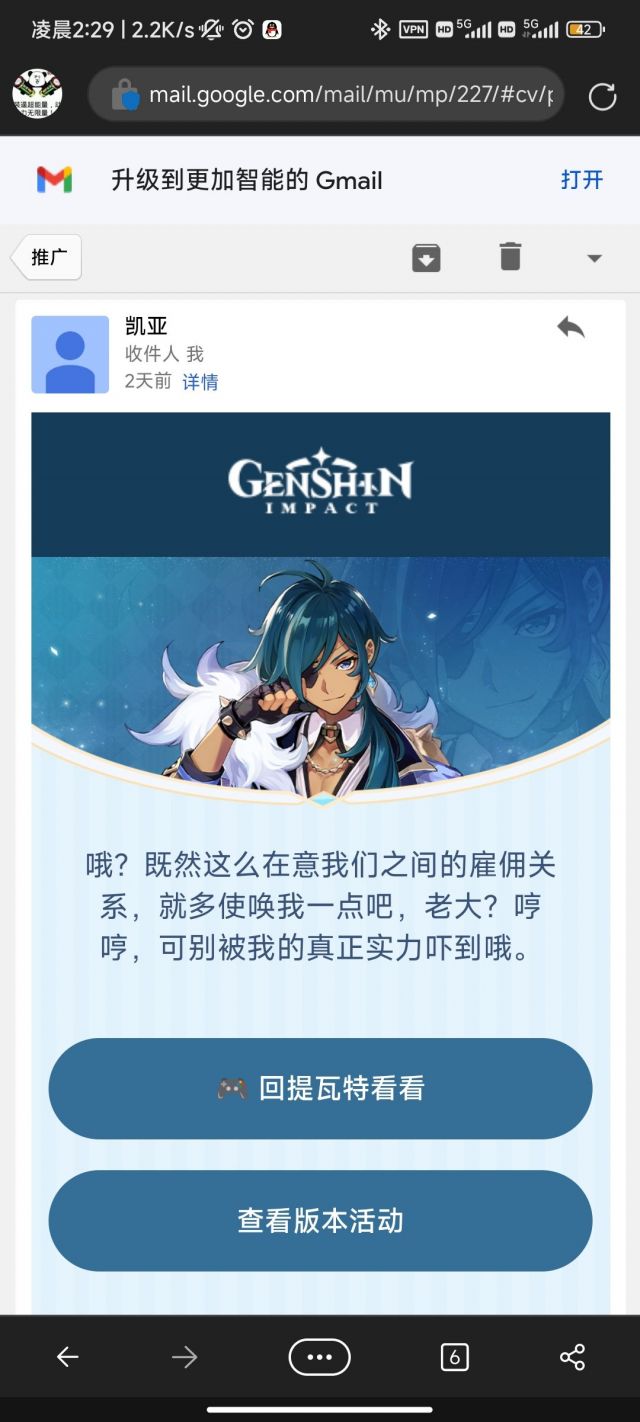 凌晨2:29 | 2.2K/s
VPN HD 5G HD 5G 42
mail.google.com/mail/mu/mp/227/#cv/p
升级到更加智能的 Gmail
打开
推广
凯亚
收件人 我
2天前 详情
GENSHIN
IMPACT
哦？既然这么在意我们之间的雇佣关
系，就多使唤我一点吧，老大？哼
哼，可别被我的真正实力吓到哦。
🎮 回提瓦特看看
查看版本活动
6